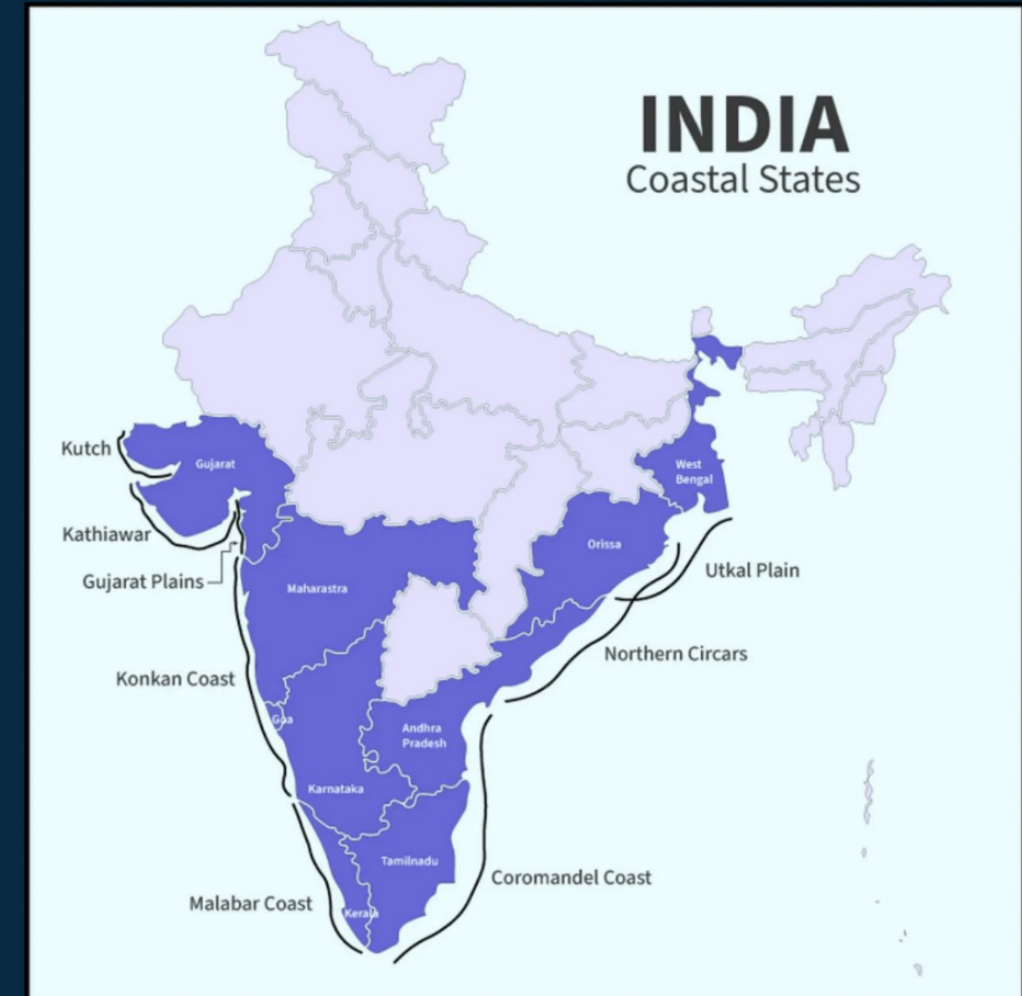 INDIA
Coastal States
Kutch
Gujarat
West
Bengal
Kathiawar
Orissa
Utkal Plain
Gujarat Plains
Maharastra
Northern Circars
Konkan Coast
Goa
Andhra
Pradesh
Karnataka
Tamilnadu
Coromandel Coast
Malabar Coast
Kerala